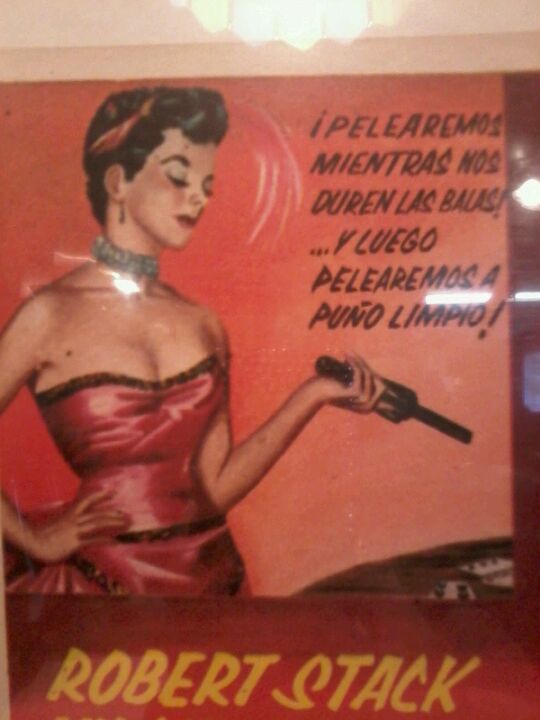 ¡PELEAREMOS
MIENTRAS NOS
DUREN LAS BALAS!
...Y LUEGO
PELEAREMOS A
PUÑO LIMPIO!
ROBERT STACK